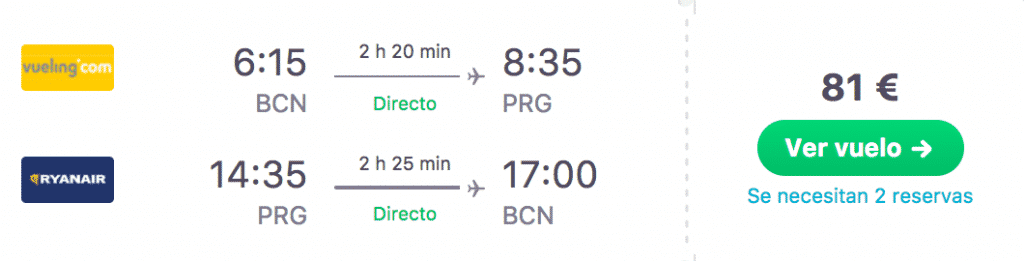 vueling.com
6:15
2 h 20 min
8:35
BCN
Directo
PRG
RYANAIR
14:35
2 h 25 min
17:00
PRG
Directo
BCN
81 €
Ver vuelo →
Se necesitan 2 reservas